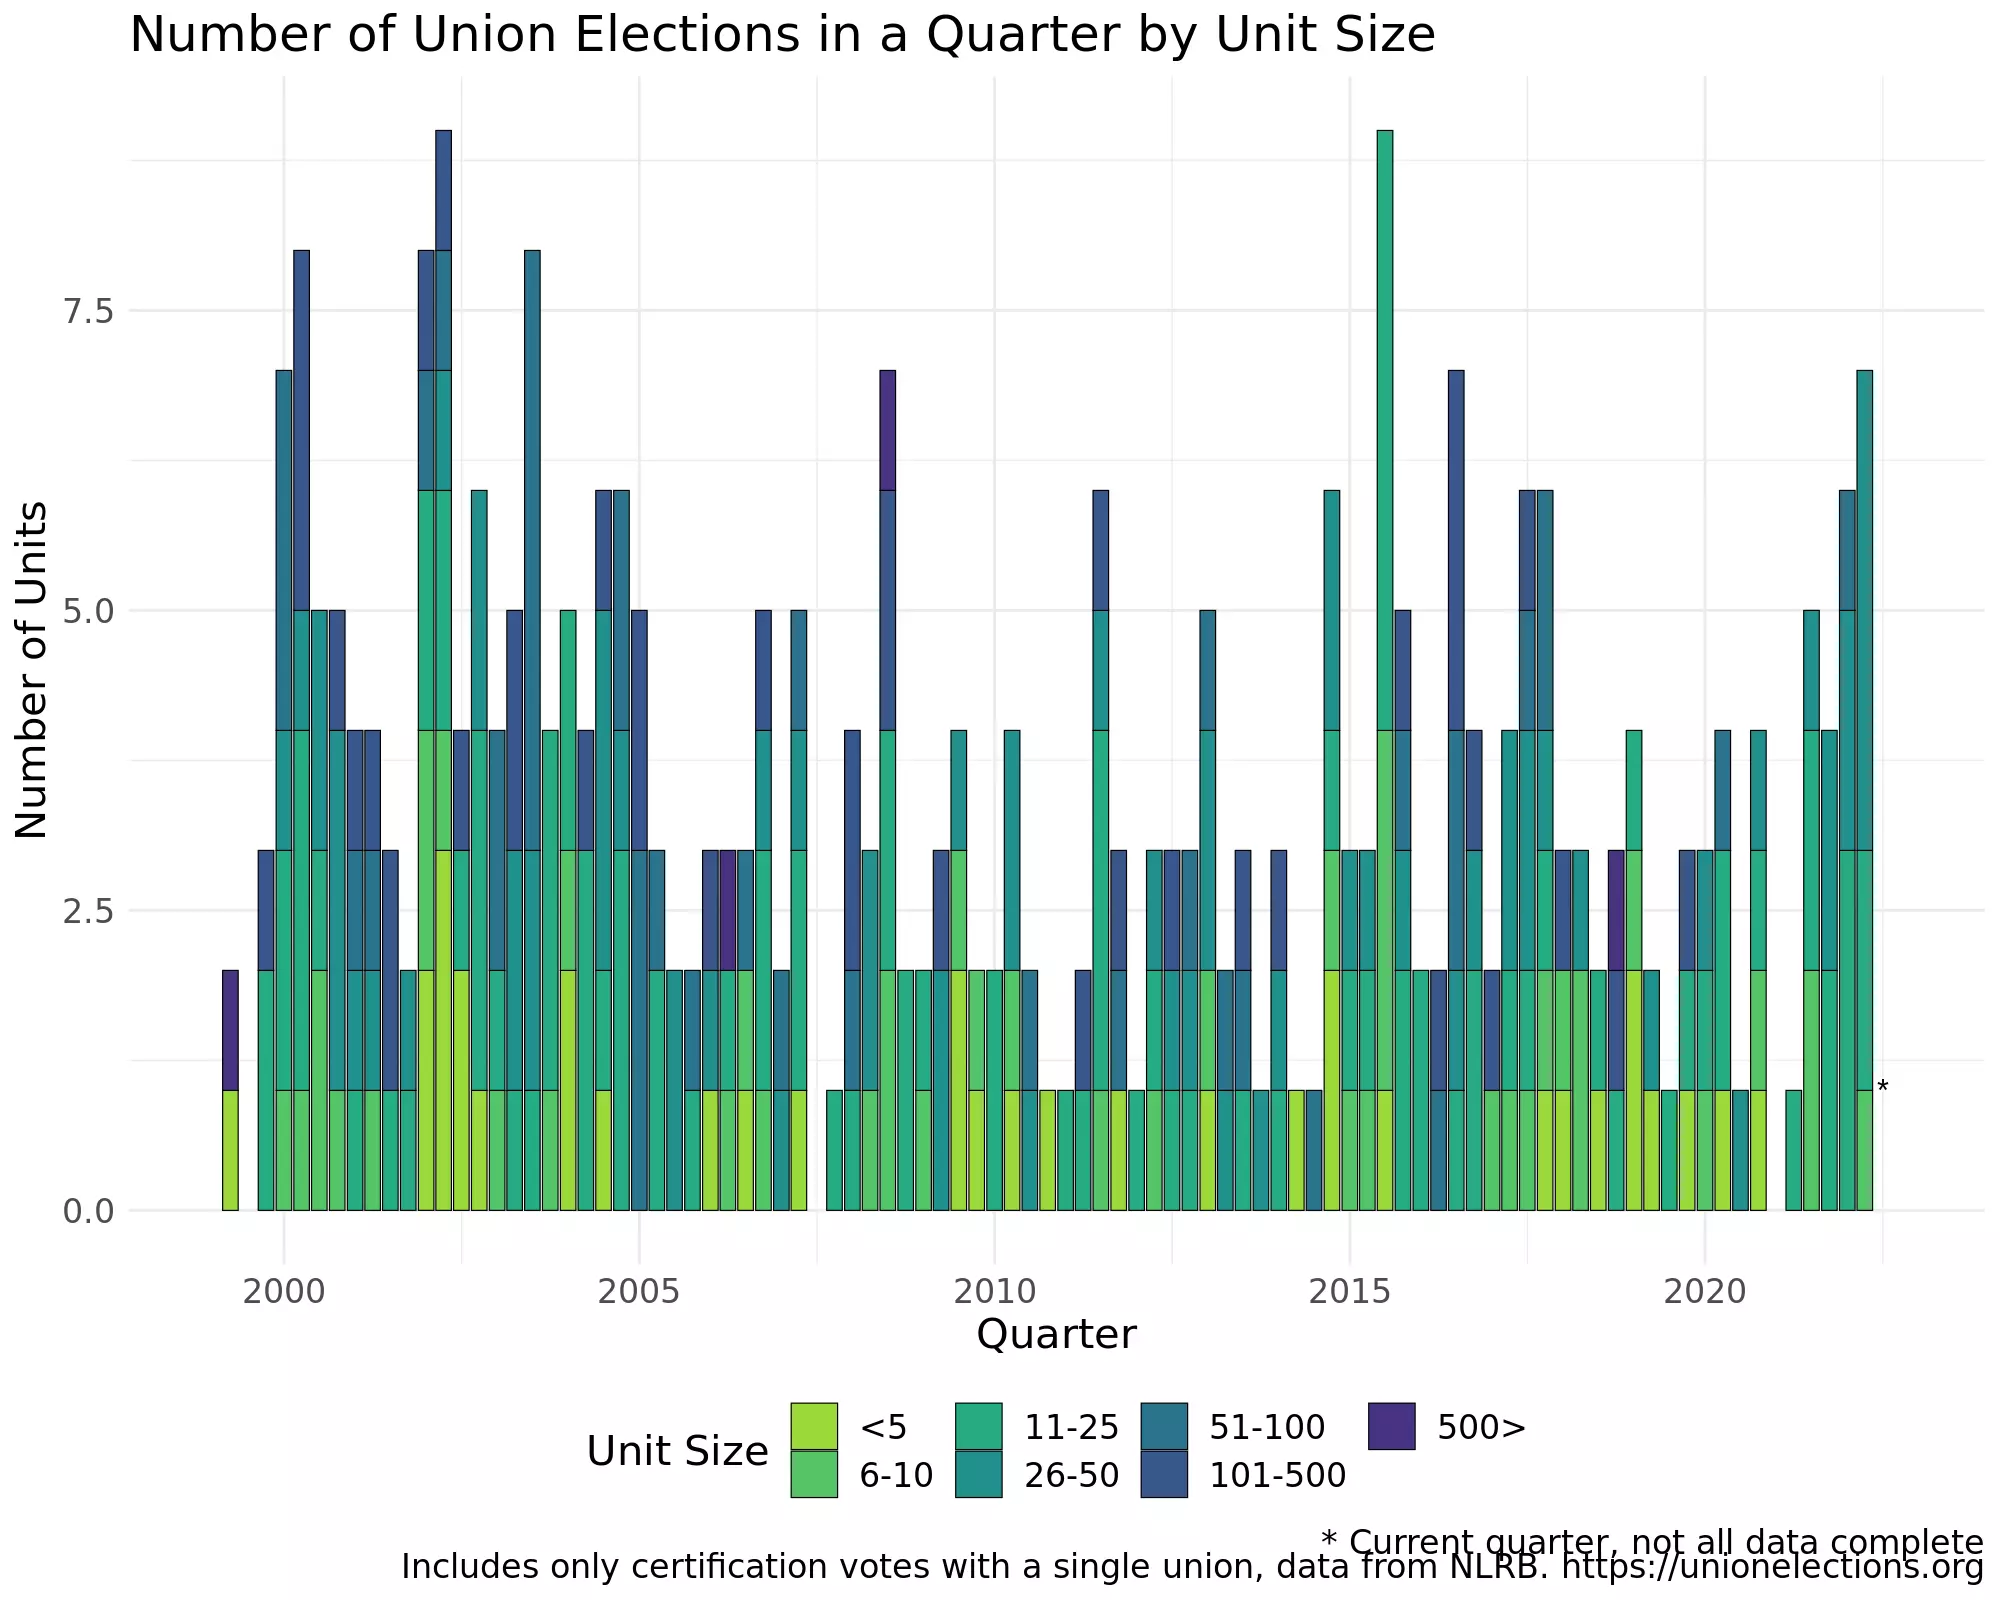 Number of Union Elections in a Quarter by Unit Size
Number of Units
7.5
5.0
2.5
0.0
*
2000 2005 2010 2015 2020
Quarter
Unit Size
<5 11-25 51-100 500>
6-10 26-50 101-500
* Current quarter, not all data complete
Includes only certification votes with a single union, data from NLRB. https://unionelections.org